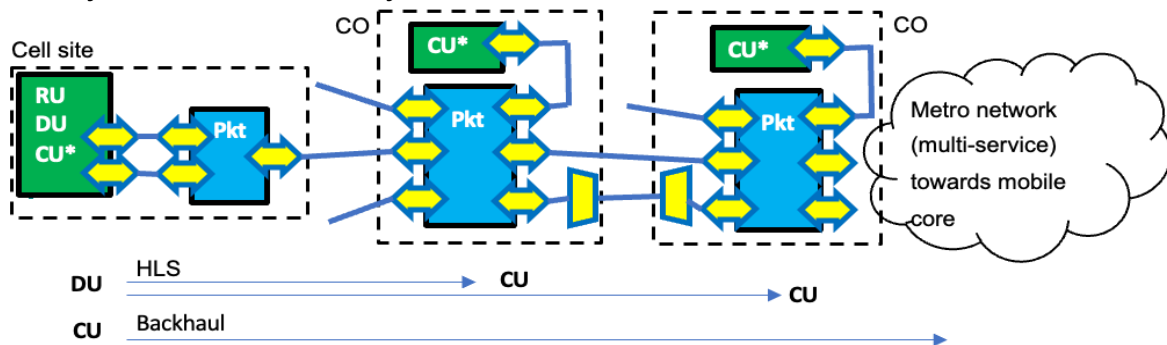 Cell site
CO
CO
CU*
CU*
RU
DU
CU*
Pkt
Pkt
Pkt
Metro network
(multi-service)
towards mobile
core
HLS
DU
CU
CU
CU
Backhaul